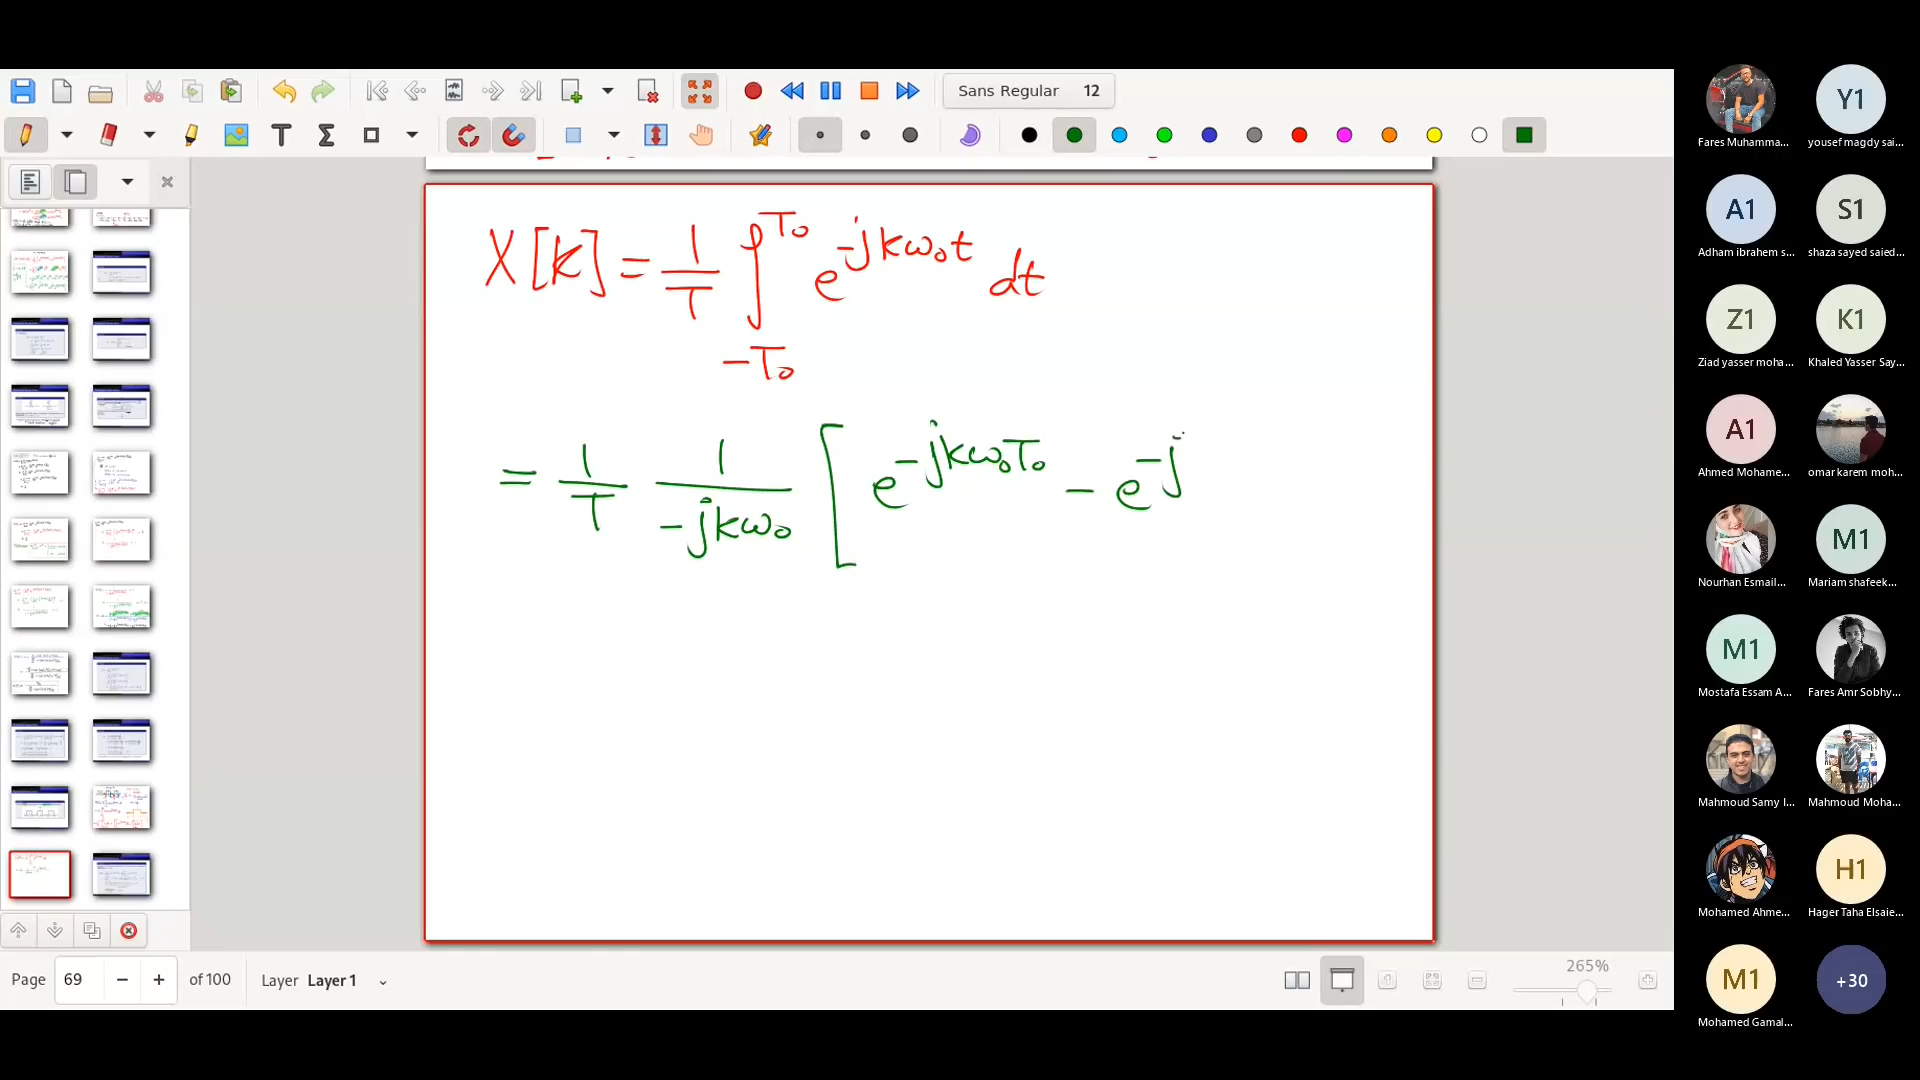 Sans Regular 12
X[k] = 1/T ∫_{-T₀}^{T₀} e^{-jkω₀t} dt
= 1/T 1/(-jkω₀) [ e^{-jkω₀T₀} - e^{-j
Page 69 − + of 100 Layer Layer 1 265%
Fares Muhamma...
Y1
yousef magdy sai...
A1
Adham ibrahem s...
S1
shaza sayed saied...
Z1
Ziad yasser moha...
K1
Khaled Yasser Say...
A1
Ahmed Mohame...
omar karem moh...
Nourhan Esmail...
M1
Mariam shafeek...
M1
Mostafa Essam A...
Fares Amr Sobhy...
Mahmoud Samy I...
Mahmoud Moha...
Mohamed Ahme...
H1
Hager Taha Elsaie...
M1
Mohamed Gamal...
+30